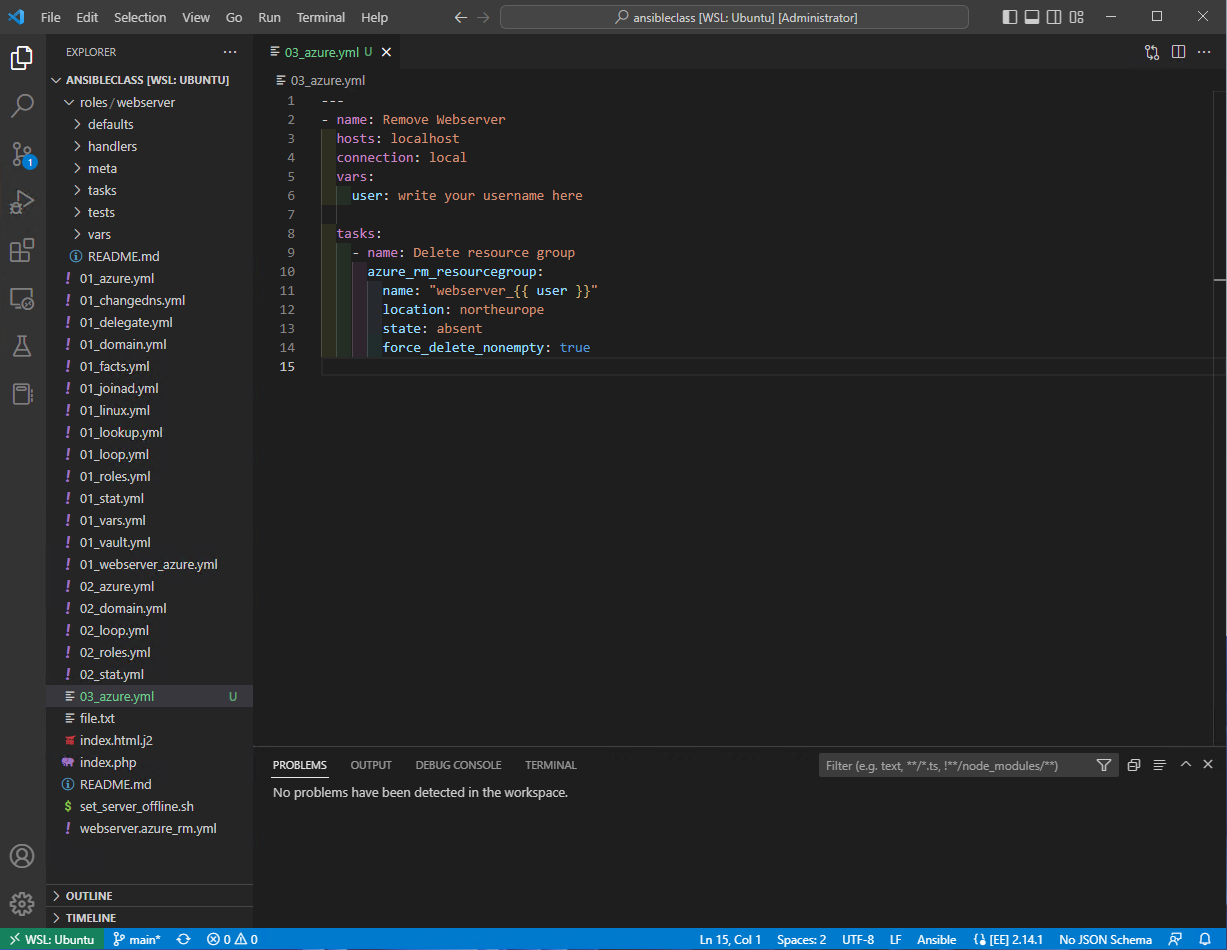 File Edit Selection View Go Run Terminal Help
ansibleclass [WSL: Ubuntu] [Administrator]
EXPLORER
ANSIBLECLASS [WSL: UBUNTU]
roles / webserver
defaults
handlers
meta
tasks
tests
vars
README.md
01_azure.yml
01_changedns.yml
01_delegate.yml
01_domain.yml
01_facts.yml
01_joinad.yml
01_linux.yml
01_lookup.yml
01_loop.yml
01_roles.yml
01_stat.yml
01_vars.yml
01_vault.yml
01_webserver_azure.yml
02_azure.yml
02_domain.yml
02_loop.yml
02_roles.yml
02_stat.yml
03_azure.yml U
file.txt
index.html.j2
index.php
README.md
set_server_offline.sh
webserver.azure_rm.yml
OUTLINE
TIMELINE
1
03_azure.yml U
03_azure.yml
1 ---
2 - name: Remove Webserver
3 hosts: localhost
4 connection: local
5 vars:
6 user: write your username here
7
8 tasks:
9 - name: Delete resource group
10 azure_rm_resourcegroup:
11 name: "webserver_{{ user }}"
12 location: northeurope
13 state: absent
14 force_delete_nonempty: true
15
PROBLEMS OUTPUT DEBUG CONSOLE TERMINAL
Filter (e.g. text, **/*.ts, !**/node_modules/**)
No problems have been detected in the workspace.
WSL: Ubuntu main* 0 0 Ln 15, Col 1 Spaces: 2 UTF-8 LF Ansible [EE] 2.14.1 No JSON Schema